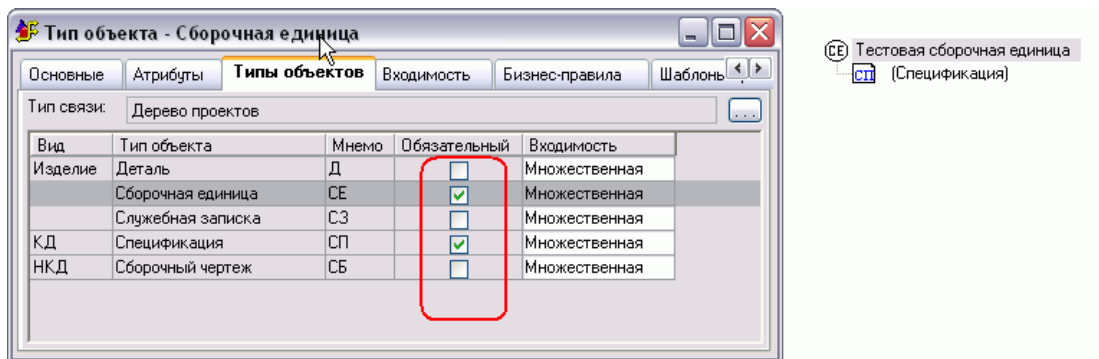 Тип объекта - Сборочная единица
Основные Атрибуты Типы объектов Входимость Бизнес-правила Шаблоны
Тип связи: Дерево проектов ...
Вид Тип объекта Мнемо Обязательный Входимость
Изделие Деталь Д Множественная
Сборочная единица СЕ Множественная
Служебная записка СЗ Множественная
КД Спецификация СП Множественная
НКД Сборочный чертеж СБ Множественная
СЕ Тестовая сборочная единица
СП (Спецификация)